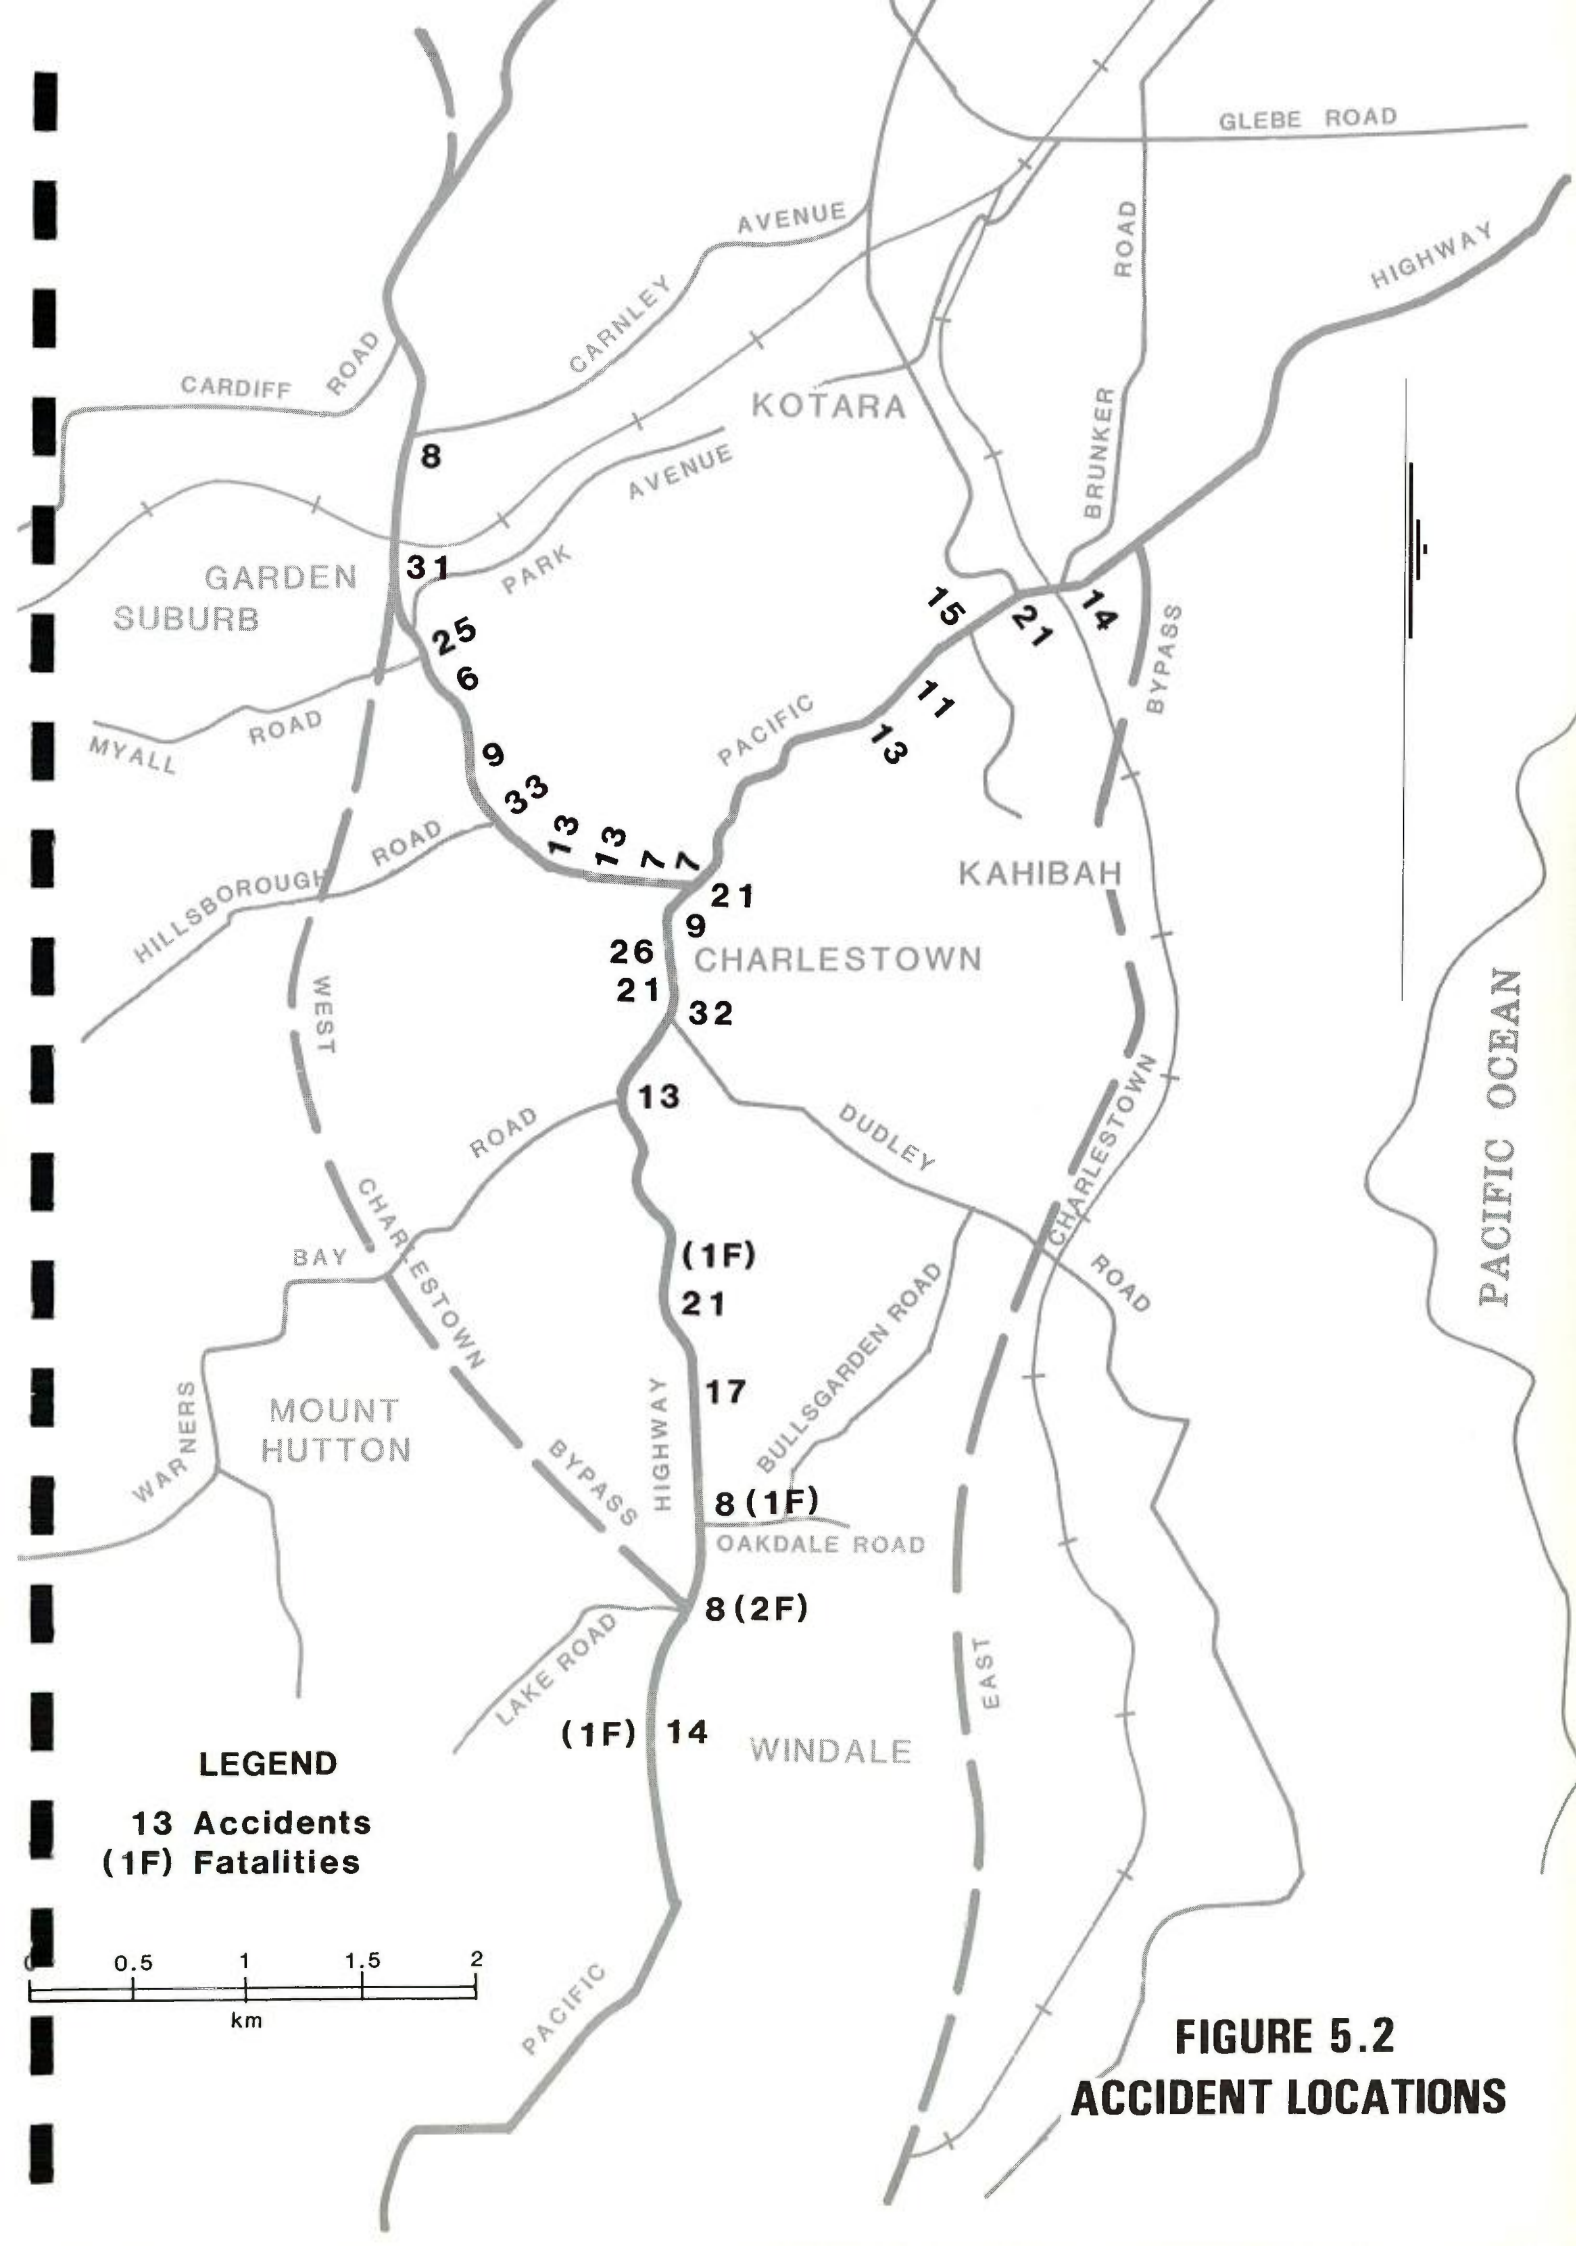 GLEBE ROAD
AVENUE
ROAD
HIGHWAY
CARNLEY
ROAD
CARDIFF
KOTARA
BRUNKER
8
AVENUE
31
PARK
GARDEN
SUBURB
15
21
14
25
6
BYPASS
11
ROAD
MYALL
PACIFIC
13
9
33
13
13
7
7
ROAD
HILLSBOROUGH
KAHIBAH
21
9
26
CHARLESTOWN
21
32
WEST
PACIFIC OCEAN
13
ROAD
DUDLEY
CHARLESTOWN
CHARLESTOWN
BAY
(1F)
21
ROAD
BULLSGARDEN ROAD
17
HIGHWAY
MOUNT
HUTTON
WARNERS
BYPASS
8 (1F)
OAKDALE ROAD
8 (2F)
LAKE ROAD
EAST
(1F) 14
WINDALE
LEGEND
13 Accidents
(1F) Fatalities
0 0.5 1 1.5 2
km
PACIFIC
FIGURE 5.2
ACCIDENT LOCATIONS